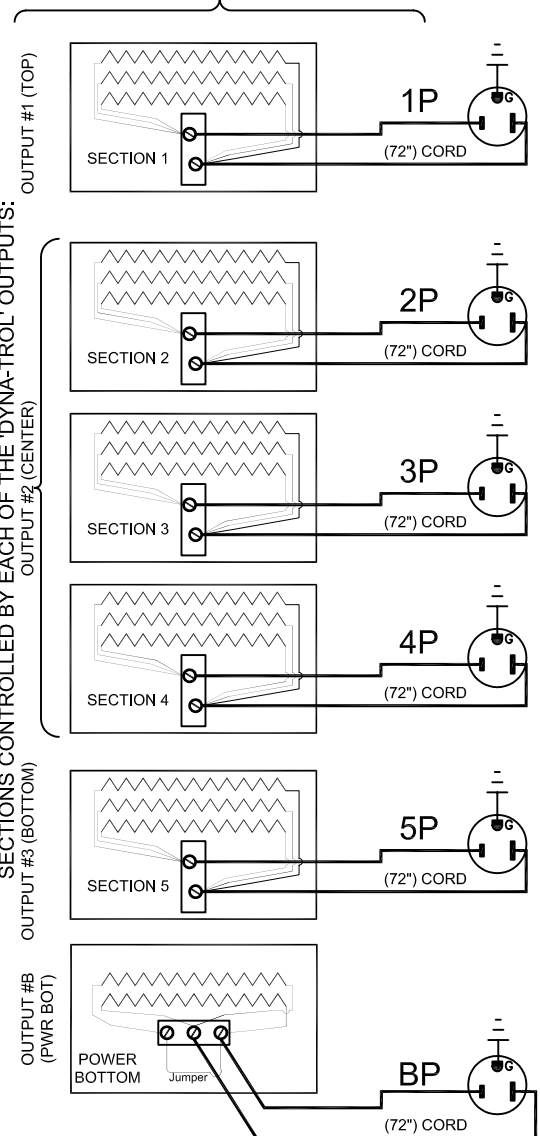 SECTIONS CONTROLLED BY EACH OF THE 'DYNA-TROL' OUTPUTS:
OUTPUT #1 (TOP)
SECTION 1
1P
(72") CORD
G
OUTPUT #2 (CENTER)
SECTION 2
2P
(72") CORD
G
SECTION 3
3P
(72") CORD
G
SECTION 4
4P
(72") CORD
G
OUTPUT #3 (BOTTOM)
SECTION 5
5P
(72") CORD
G
OUTPUT #B
(PWR BOT)
POWER
BOTTOM
Jumper
BP
(72") CORD
G